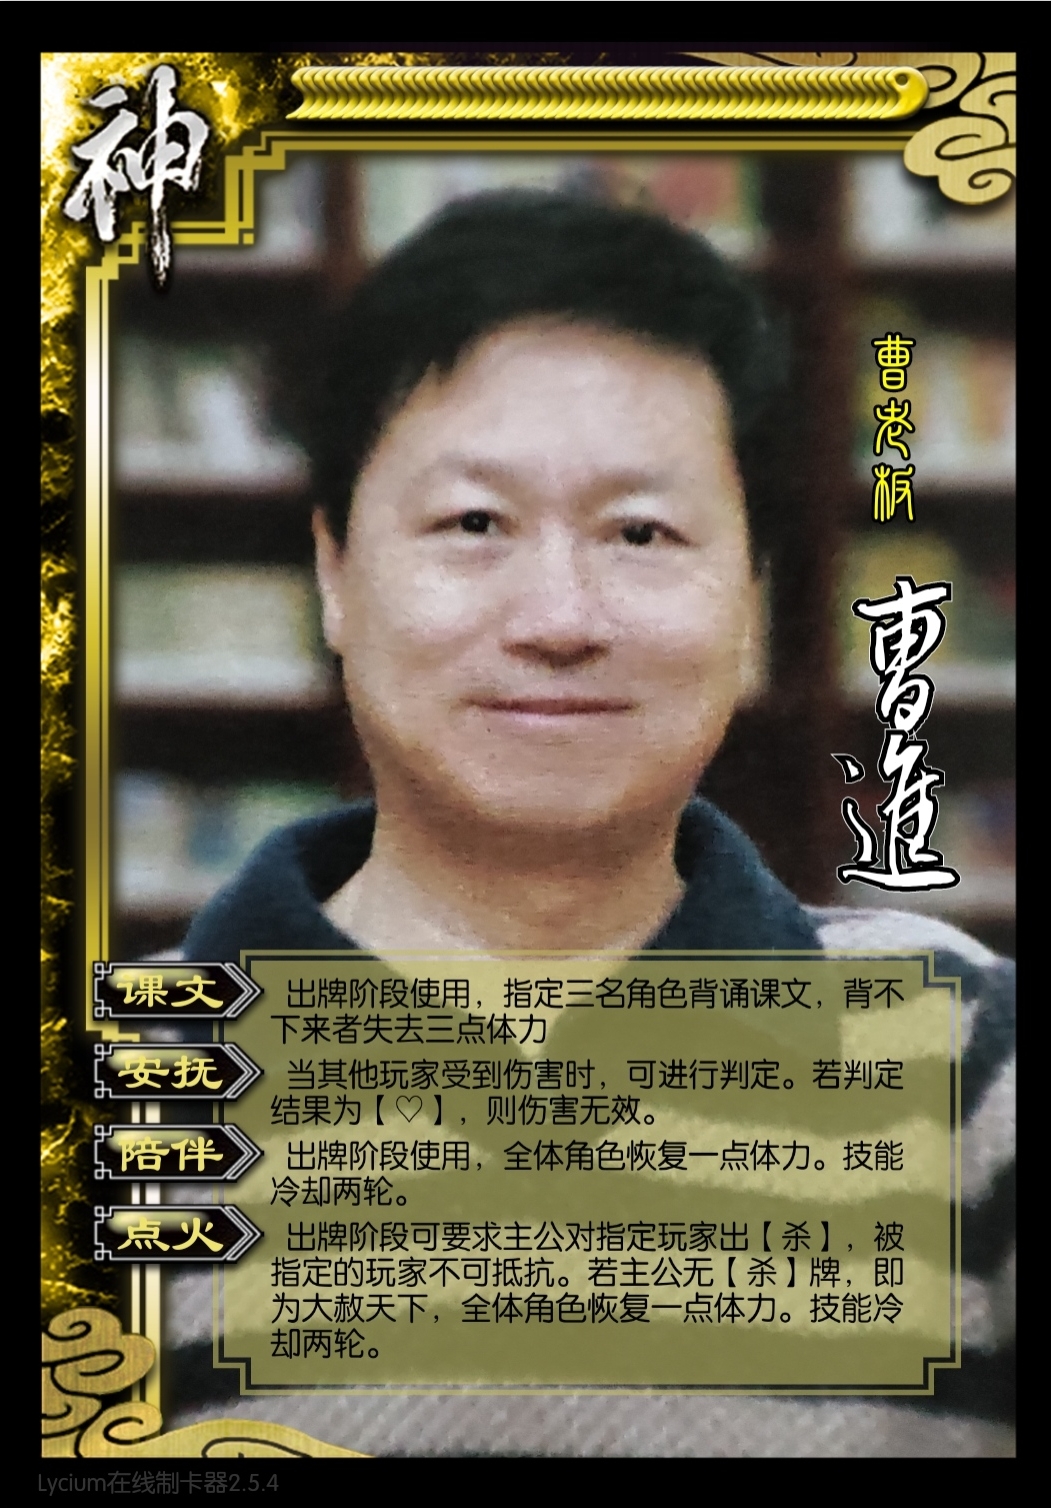 神
曹老板
曹進
课文
出牌阶段使用，指定三名角色背诵课文，背不
下来者失去三点体力
安抚
当其他玩家受到伤害时，可进行判定。若判定
结果为【♡】，则伤害无效。
陪伴
出牌阶段使用，全体角色恢复一点体力。技能
冷却两轮。
点火
出牌阶段可要求主公对指定玩家出【杀】，被
指定的玩家不可抵抗。若主公无【杀】牌，即
为大赦天下，全体角色恢复一点体力。技能冷
却两轮。
Lycium在线制卡器2.5.4